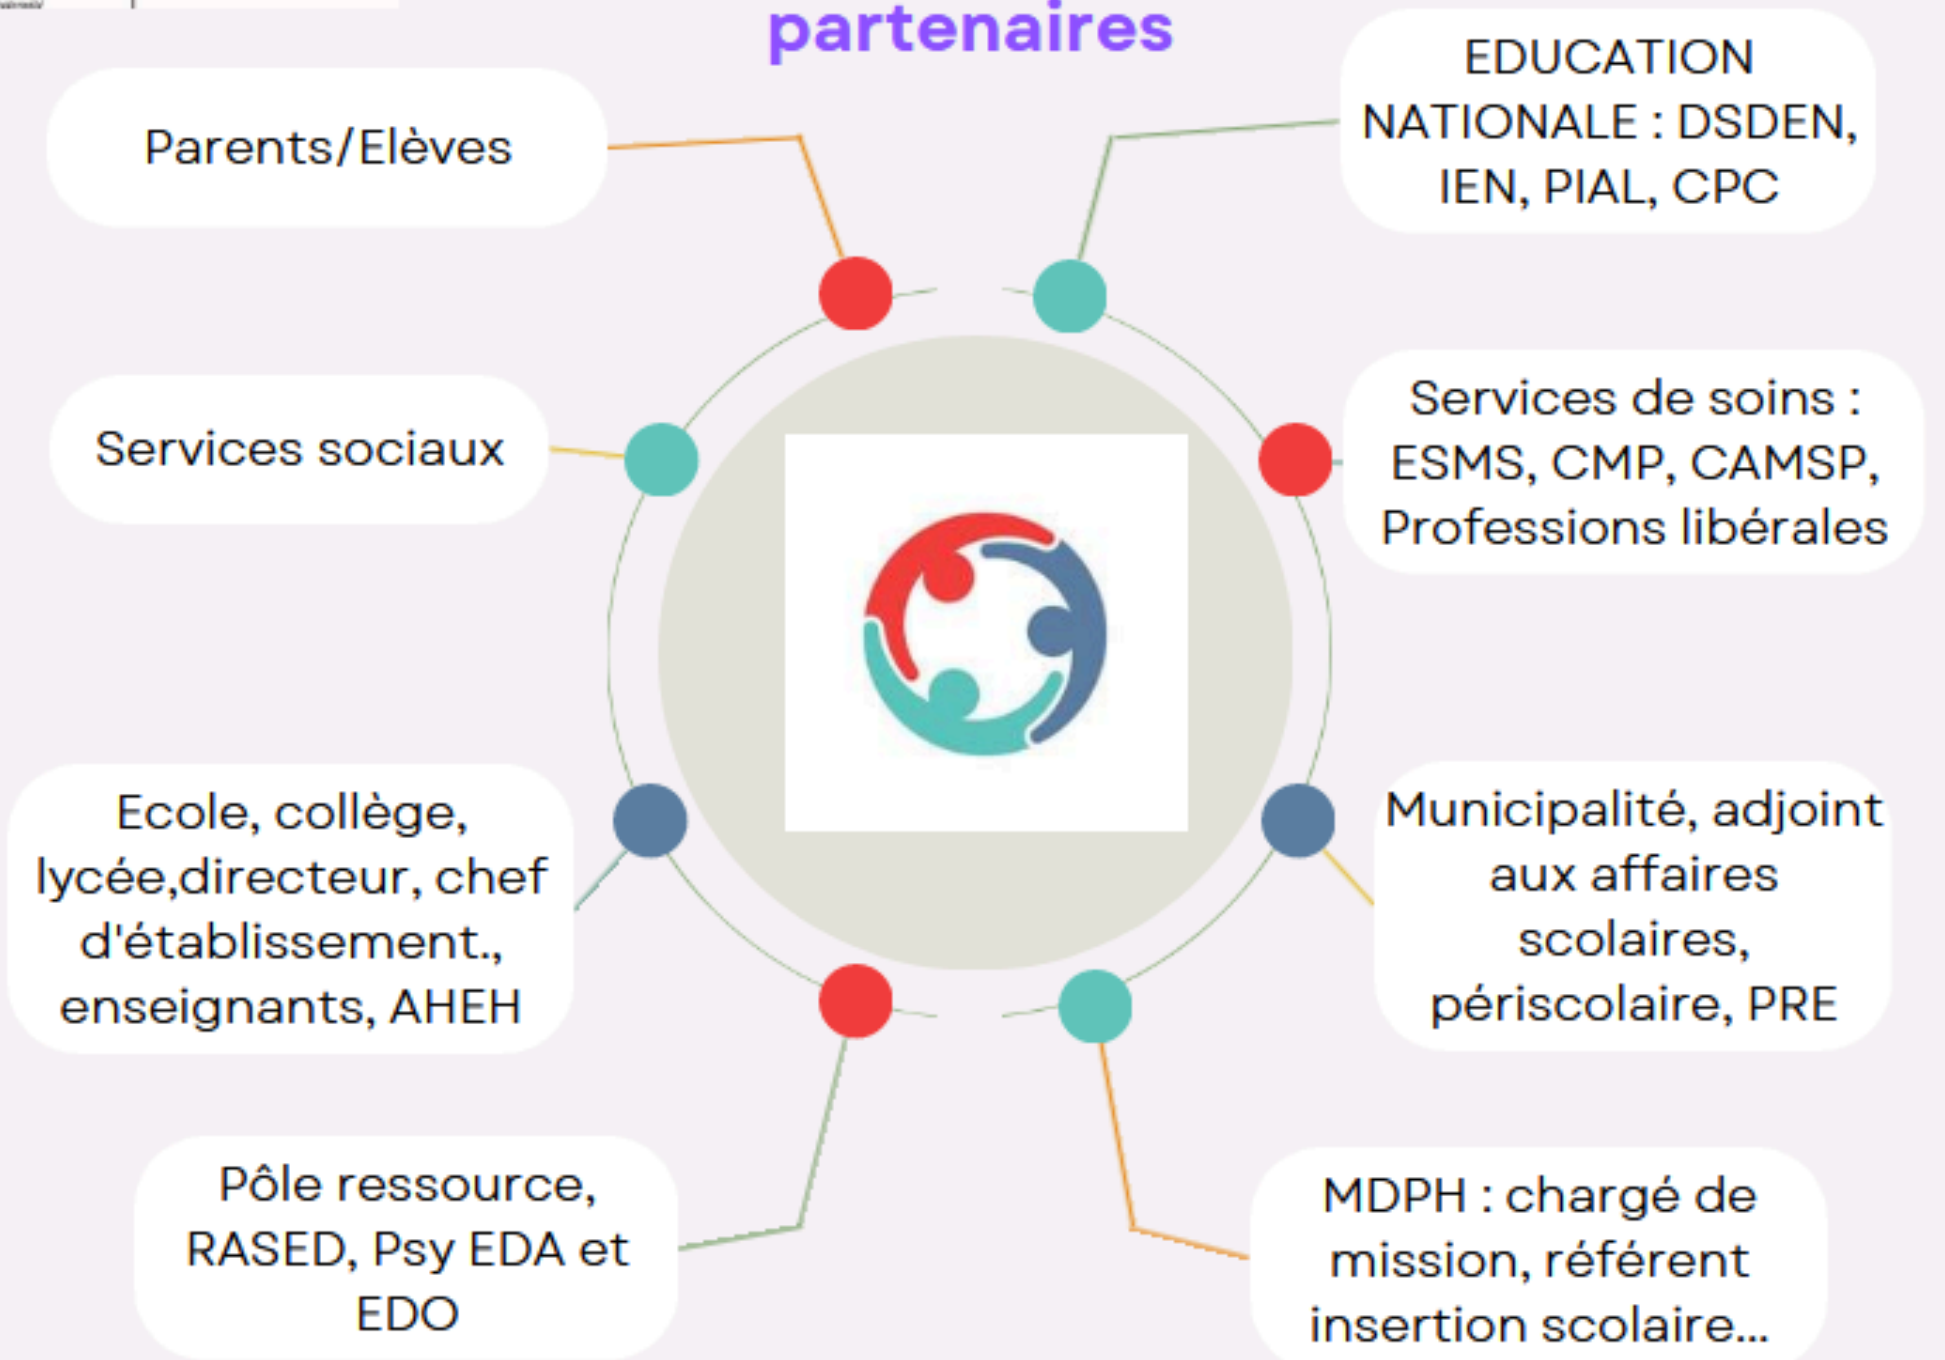 partenaires
Parents/Elèves
EDUCATION
NATIONALE : DSDEN,
IEN, PIAL, CPC
Services sociaux
Services de soins :
ESMS, CMP, CAMSP,
Professions libérales
Ecole, collège,
lycée,directeur, chef
d'établissement.,
enseignants, AHEH
Municipalité, adjoint
aux affaires
scolaires,
périscolaire, PRE
Pôle ressource,
RASED, Psy EDA et
EDO
MDPH : chargé de
mission, référent
insertion scolaire...